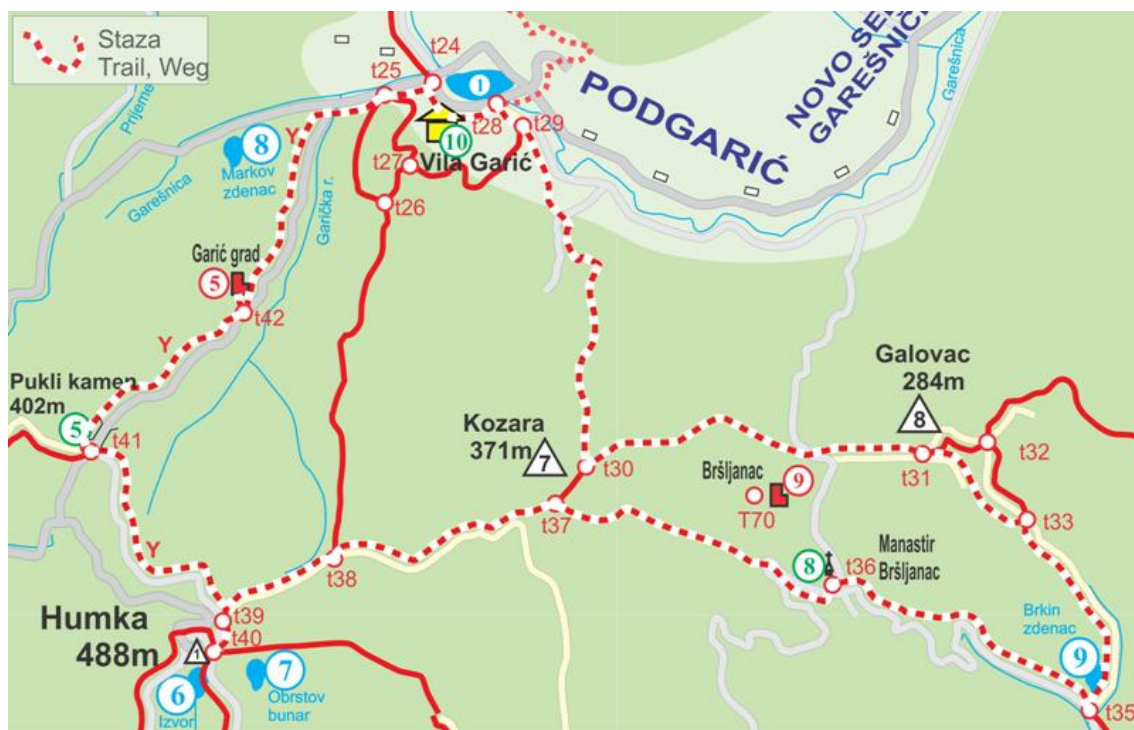 Staza
Trail, Weg
t24
t25
1
t28
t29
10
Vila Garić
t27
t26
PODGARIĆ
NOVO SEL
GAREŠNIČ
Garešnica
Prijeme
8
Markov
zdenac
Garešnica
Garička r.
Y
Garić grad
5
t42
Y
Pukli kamen
402m
5
t41
Y
Kozara
371m
7
t30
t37
t38
Galovac
284m
8
t31
t32
t33
Bršljanac
9
T70
8
t36
Manastir
Bršljanac
Brkin
zdenac
9
t35
t39
t40
Humka
488m
1
6
Izvor
7
Obrstov
bunar